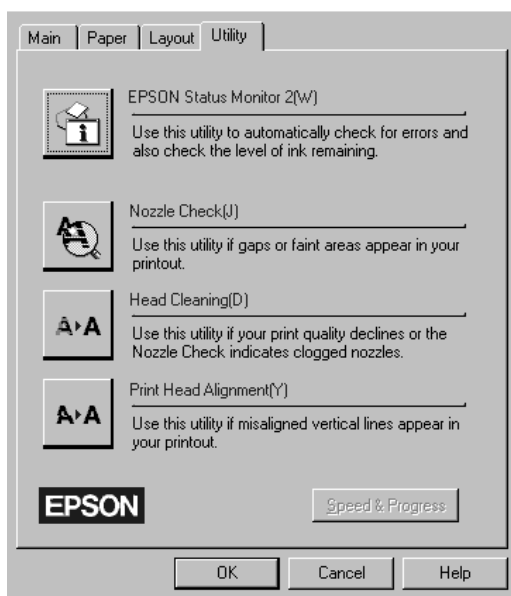 Main Paper Layout Utility
EPSON Status Monitor 2(W)
Use this utility to automatically check for errors and
also check the level of ink remaining.
Nozzle Check(J)
Use this utility if gaps or faint areas appear in your
printout.
Head Cleaning(D)
Use this utility if your print quality declines or the
Nozzle Check indicates clogged nozzles.
Print Head Alignment(Y)
Use this utility if misaligned vertical lines appear in
your printout.
EPSON Speed & Progress
OK Cancel Help